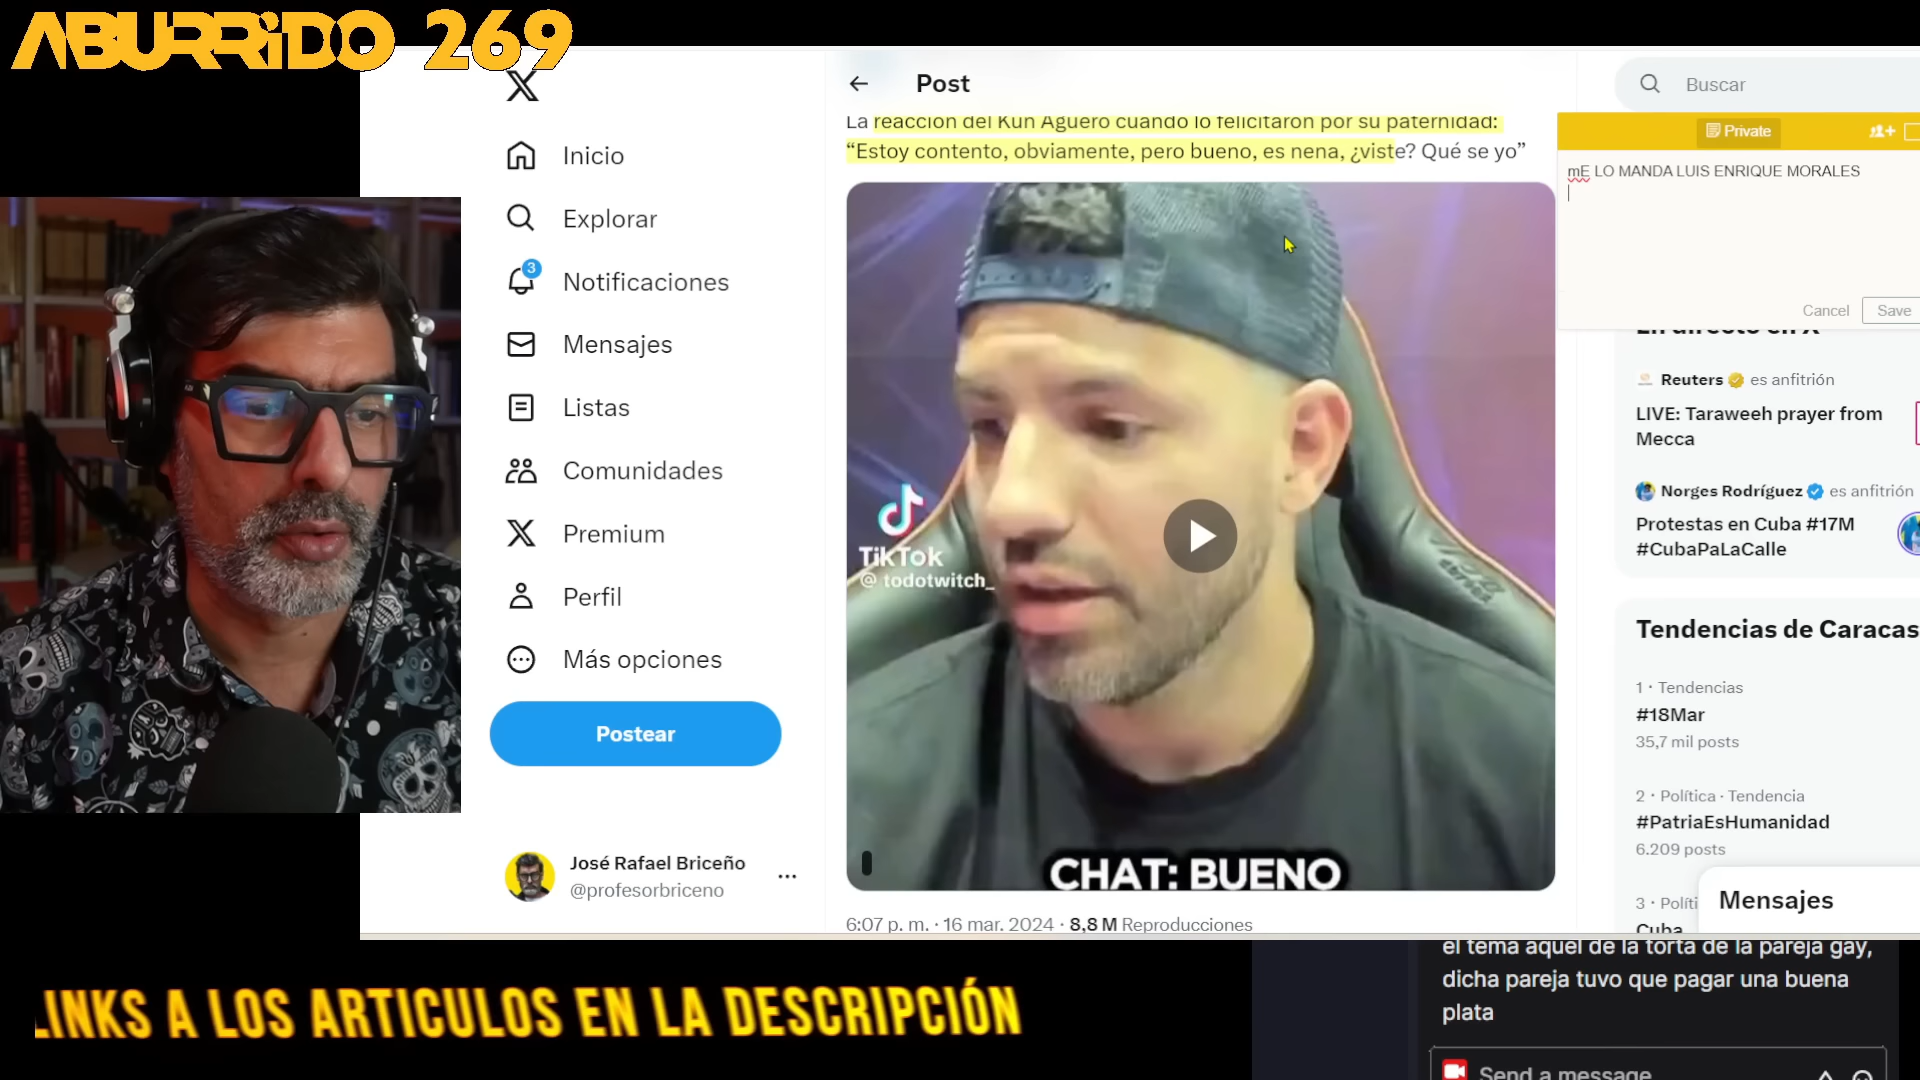 ABURRiDO 269
Post
Buscar
La reacción del Kun Agüero cuando lo felicitaron por su paternidad:
“Estoy contento, obviamente, pero bueno, es nena, ¿viste? Qué se yo”
Private
mE LO MANDA LUIS ENRIQUE MORALES
Cancel
Save
Inicio
Explorar
3
Notificaciones
Mensajes
Listas
Comunidades
Premium
Perfil
Más opciones
Postear
José Rafael Briceño
@profesorbriceno
TikTok
@ todotwitch_
CHAT: BUENO
6:07 p. m. · 16 mar. 2024 · 8,8 M Reproducciones
En directo en X
Reuters es anfitrión
LIVE: Taraweeh prayer from
Mecca
Norges Rodríguez es anfitrión
Protestas en Cuba #17M
#CubaPaLaCalle
Tendencias de Caracas
1 · Tendencias
#18Mar
35,7 mil posts
2 · Política · Tendencia
#PatriaEsHumanidad
6.209 posts
3 · Políti
Cuba
Mensajes
el tema aquel de la torta de la pareja gay,
dicha pareja tuvo que pagar una buena
plata
Send a message
LINKS A LOS ARTICULOS EN LA DESCRIPCIÓN